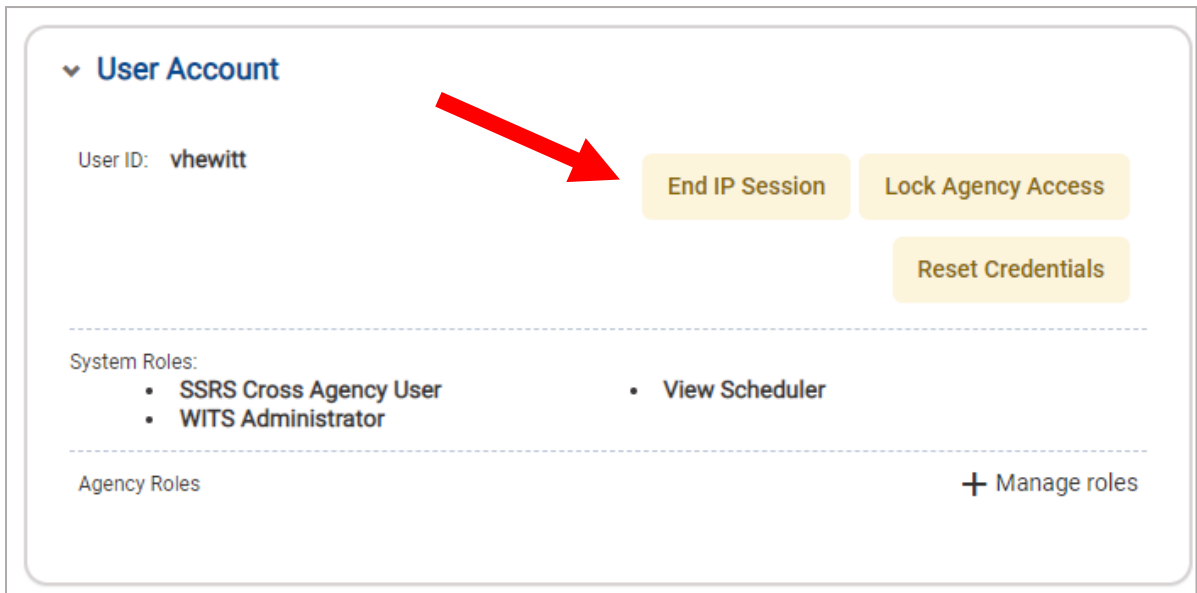 User Account
User ID: vhewitt
End IP Session
Lock Agency Access
Reset Credentials
System Roles:
• SSRS Cross Agency User
• View Scheduler
• WITS Administrator
Agency Roles
+ Manage roles